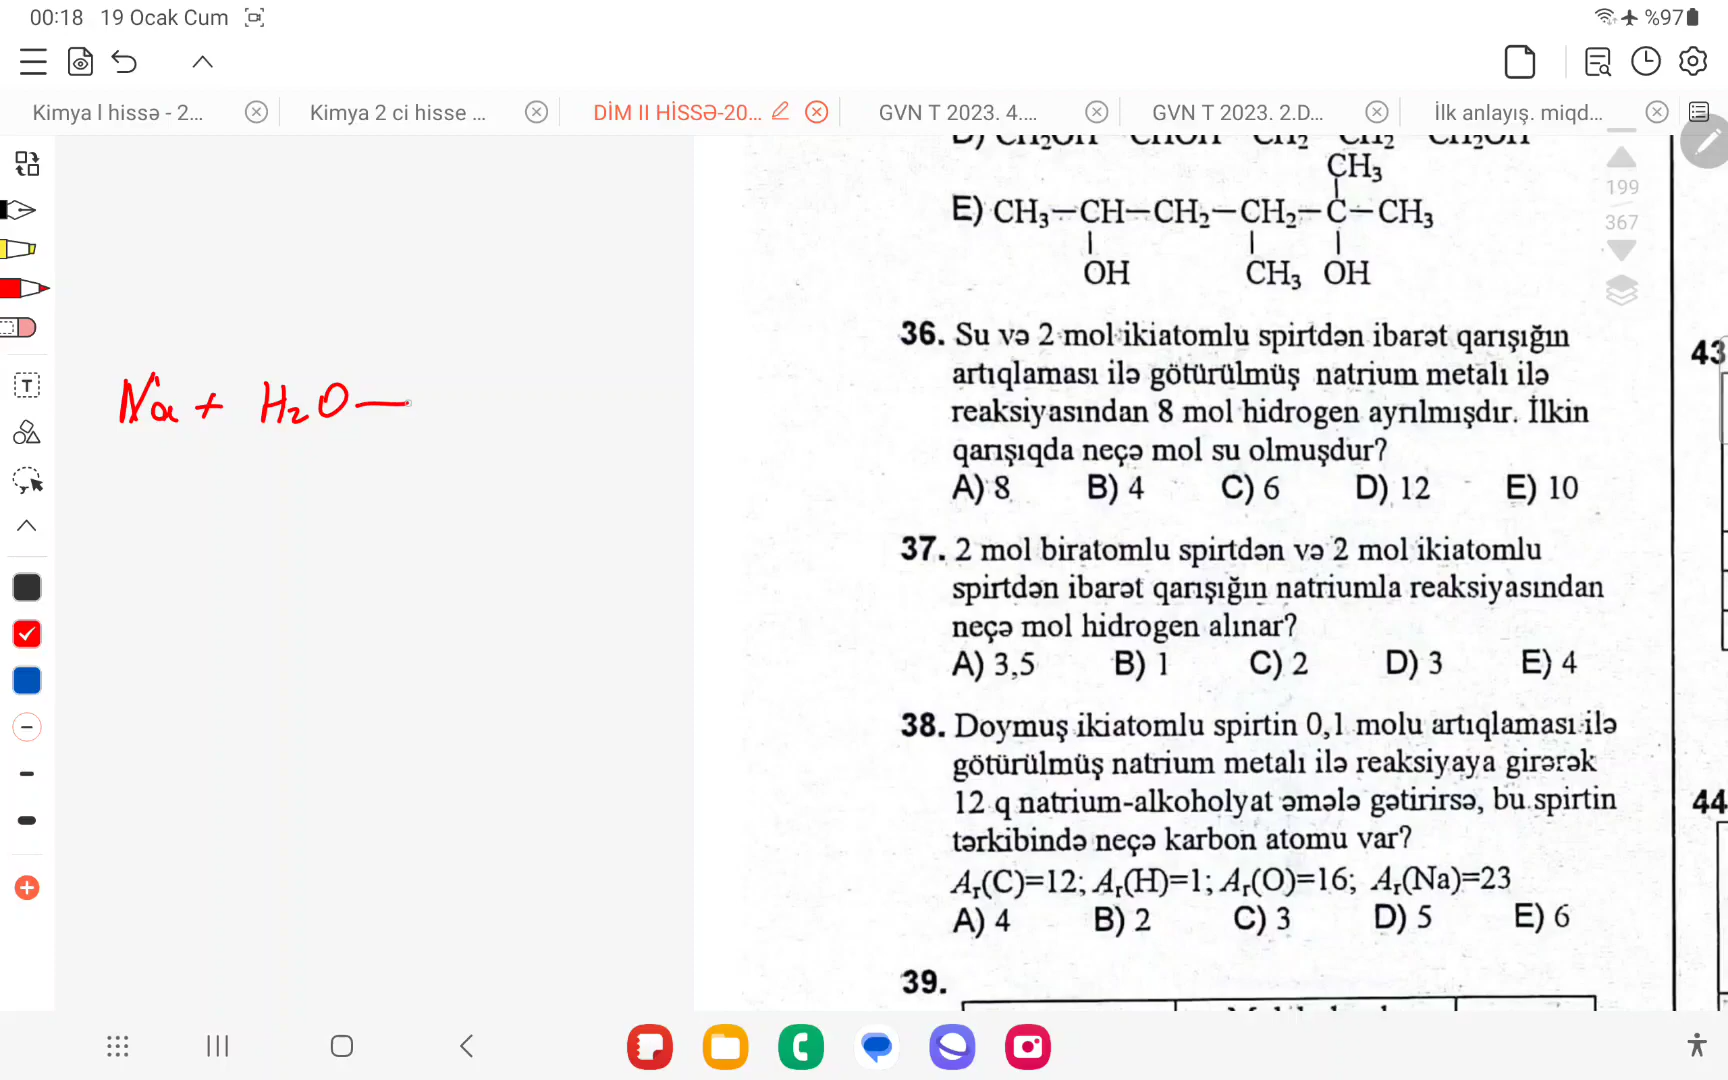 00:18 19 Ocak Cum
%97
Kimya l hissə - 2...
Kimya 2 ci hisse ...
DİM II HİSSƏ-20...
GVN T 2023. 4....
GVN T 2023. 2.D...
İlk anlayış. miqd...
199
367
T
Na + H₂O —
D) CH₂OH CHOH CH₂ CH₂ CH₂OH
CH₃
E) CH₃—CH—CH₂—CH₂—C—CH₃
OH CH₃ OH
36. Su və 2 mol ikiatomlu spirtdən ibarət qarışığın
artıqlaması ilə götürülmüş natrium metalı ilə
reaksiyasından 8 mol hidrogen ayrılmışdır. İlkin
qarışıqda neçə mol su olmuşdur?
A) 8 B) 4 C) 6 D) 12 E) 10
37. 2 mol biratomlu spirtdən və 2 mol ikiatomlu
spirtdən ibarət qarışığın natriumla reaksiyasından
neçə mol hidrogen alınar?
A) 3,5 B) 1 C) 2 D) 3 E) 4
38. Doymuş ikiatomlu spirtin 0,1 molu artıqlaması ilə
götürülmüş natrium metalı ilə reaksiyaya girərək
12 q natrium-alkoholyat əmələ gətirirsə, bu spirtin
tərkibində neçə karbon atomu var?
Aᵣ(C)=12; Aᵣ(H)=1; Aᵣ(O)=16; Aᵣ(Na)=23
A) 4 B) 2 C) 3 D) 5 E) 6
39.
43
44